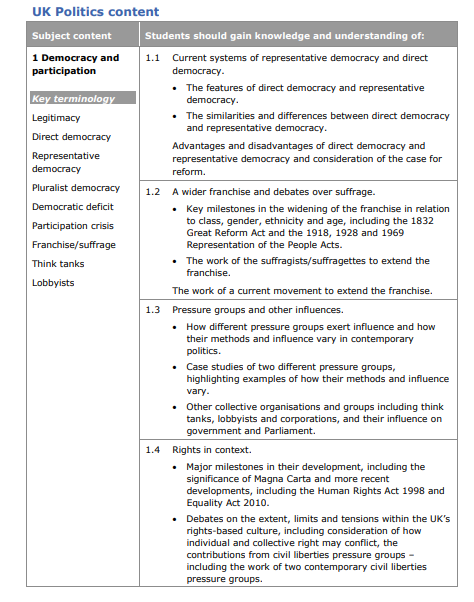 UK Politics content
Subject content
Students should gain knowledge and understanding of:
1 Democracy and
participation
Key terminology
Legitimacy
Direct democracy
Representative
democracy
Pluralist democracy
Democratic deficit
Participation crisis
Franchise/suffrage
Think tanks
Lobbyists
1.1 Current systems of representative democracy and direct
democracy.
• The features of direct democracy and representative
democracy.
• The similarities and differences between direct democracy
and representative democracy.
Advantages and disadvantages of direct democracy and
representative democracy and consideration of the case for
reform.
1.2 A wider franchise and debates over suffrage.
• Key milestones in the widening of the franchise in relation
to class, gender, ethnicity and age, including the 1832
Great Reform Act and the 1918, 1928 and 1969
Representation of the People Acts.
• The work of the suffragists/suffragettes to extend the
franchise.
The work of a current movement to extend the franchise.
1.3 Pressure groups and other influences.
• How different pressure groups exert influence and how
their methods and influence vary in contemporary
politics.
• Case studies of two different pressure groups,
highlighting examples of how their methods and influence
vary.
• Other collective organisations and groups including think
tanks, lobbyists and corporations, and their influence on
government and Parliament.
1.4 Rights in context.
• Major milestones in their development, including the
significance of Magna Carta and more recent
developments, including the Human Rights Act 1998 and
Equality Act 2010.
• Debates on the extent, limits and tensions within the UK's
rights-based culture, including consideration of how
individual and collective right may conflict, the
contributions from civil liberties pressure groups –
including the work of two contemporary civil liberties
pressure groups.